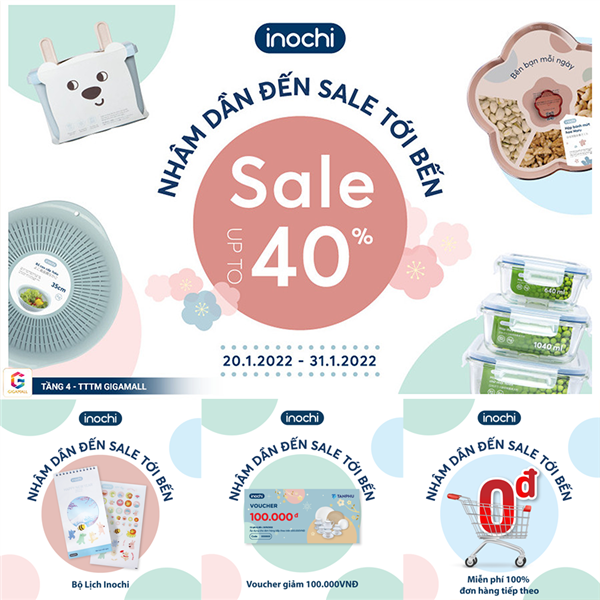 inochi
NHÂM DẦN ĐẾN SALE TỚI BẾN
Sale
UP TO
40%
20.1.2022 - 31.1.2022
Bên bạn mỗi ngày
35cm
640 ml
1040 ml
GIGAMALL
TẦNG 4 - TTTM GIGAMALL
inochi
NHÂM DẦN ĐẾN SALE TỚI BẾN
Bộ Lịch Inochi
inochi
NHÂM DẦN ĐẾN SALE TỚI BẾN
inochi
VOUCHER
100.000đ
Voucher giảm 100.000VNĐ
inochi
NHÂM DẦN ĐẾN SALE TỚI BẾN
0đ
Miễn phí 100%
đơn hàng tiếp theo